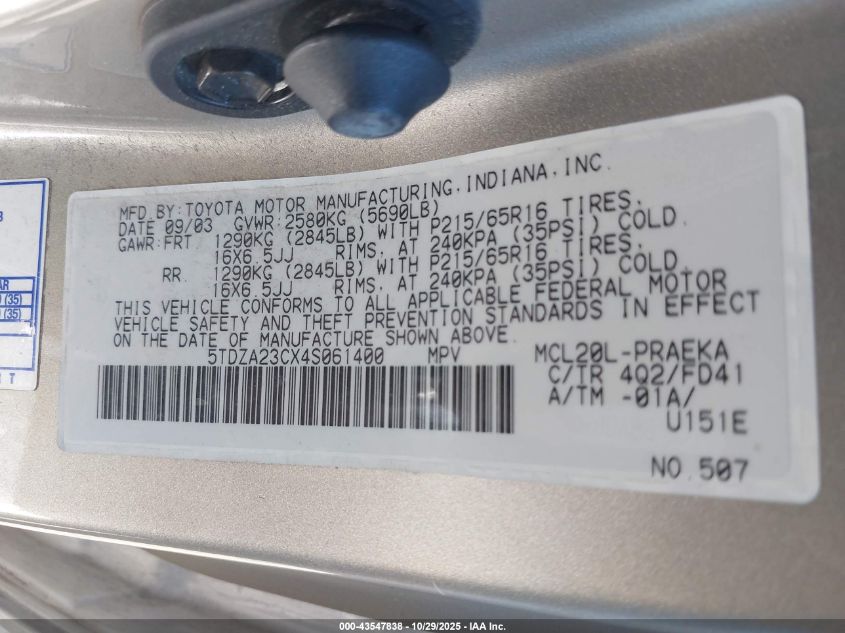 MFD.BY:TOYOTA MOTOR MANUFACTURING,INDIANA,INC.
DATE 09/03 GVWR:2580KG (5690LB)
GAWR:FRT 1290KG (2845LB) WITH P215/65R16 TIRES,
16X6.5JJ RIMS, AT 240KPA (35PSI) COLD.
RR. 1290KG (2845LB) WITH P215/65R16 TIRES,
16X6.5JJ RIMS, AT 240KPA (35PSI) COLD.
THIS VEHICLE CONFORMS TO ALL APPLICABLE FEDERAL MOTOR
VEHICLE SAFETY AND THEFT PREVENTION STANDARDS IN EFFECT
ON THE DATE OF MANUFACTURE SHOWN ABOVE.
5TDZA23CX4S061400 MPV MCL20L-PRAEKA
C/TR 4Q2/FD41
A/TM -01A/
U151E
NO.507
(35)
(35)
000-43547838 - 10/29/2025 - IAA Inc.